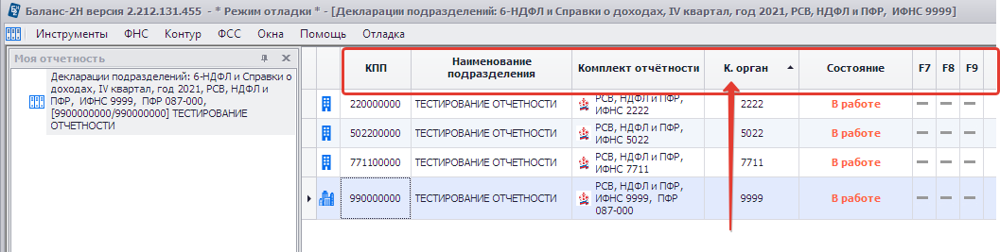 Баланс-2Н версия 2.212.131.455 - * Режим отладки * - [Декларации подразделений: 6-НДФЛ и Справки о доходах, IV квартал, год 2021, РСВ, НДФЛ и ПФР, ИФНС 9999]
Инструменты ФНС Контур ФСС Окна Помощь Отладка
Моя отчетность
Декларации подразделений: 6-НДФЛ и Справки о
доходах, IV квартал, год 2021, РСВ, НДФЛ и
ПФР, ИФНС 9999, ПФР 087-000,
[9900000000/990000000] ТЕСТИРОВАНИЕ
ОТЧЕТНОСТИ
КПП Наименование подразделения Комплект отчётности К. орган Состояние F7 F8 F9
220000000 ТЕСТИРОВАНИЕ ОТЧЕТНОСТИ РСВ, НДФЛ и ПФР, ИФНС 2222 2222 В работе
502200000 ТЕСТИРОВАНИЕ ОТЧЕТНОСТИ РСВ, НДФЛ и ПФР, ИФНС 5022 5022 В работе
771100000 ТЕСТИРОВАНИЕ ОТЧЕТНОСТИ РСВ, НДФЛ и ПФР, ИФНС 7711 7711 В работе
990000000 ТЕСТИРОВАНИЕ ОТЧЕТНОСТИ РСВ, НДФЛ и ПФР, ИФНС 9999, ПФР 087-000 9999 В работе